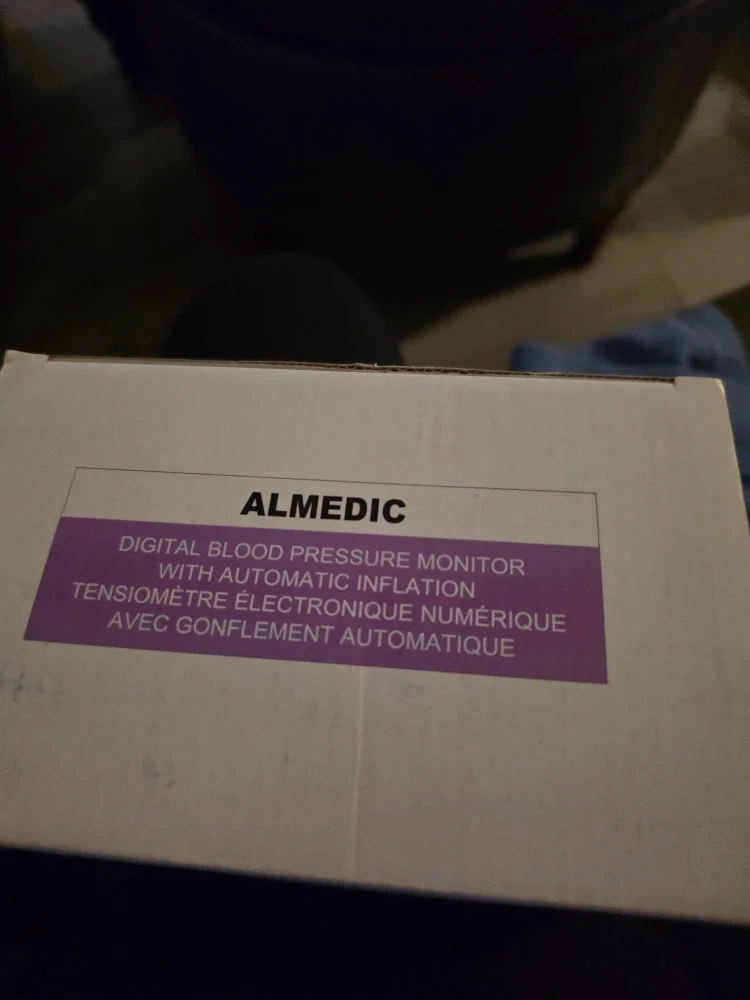 ALMEDIC
DIGITAL BLOOD PRESSURE MONITOR
WITH AUTOMATIC INFLATION
TENSIOMÈTRE ÉLECTRONIQUE NUMÉRIQUE
AVEC GONFLEMENT AUTOMATIQUE